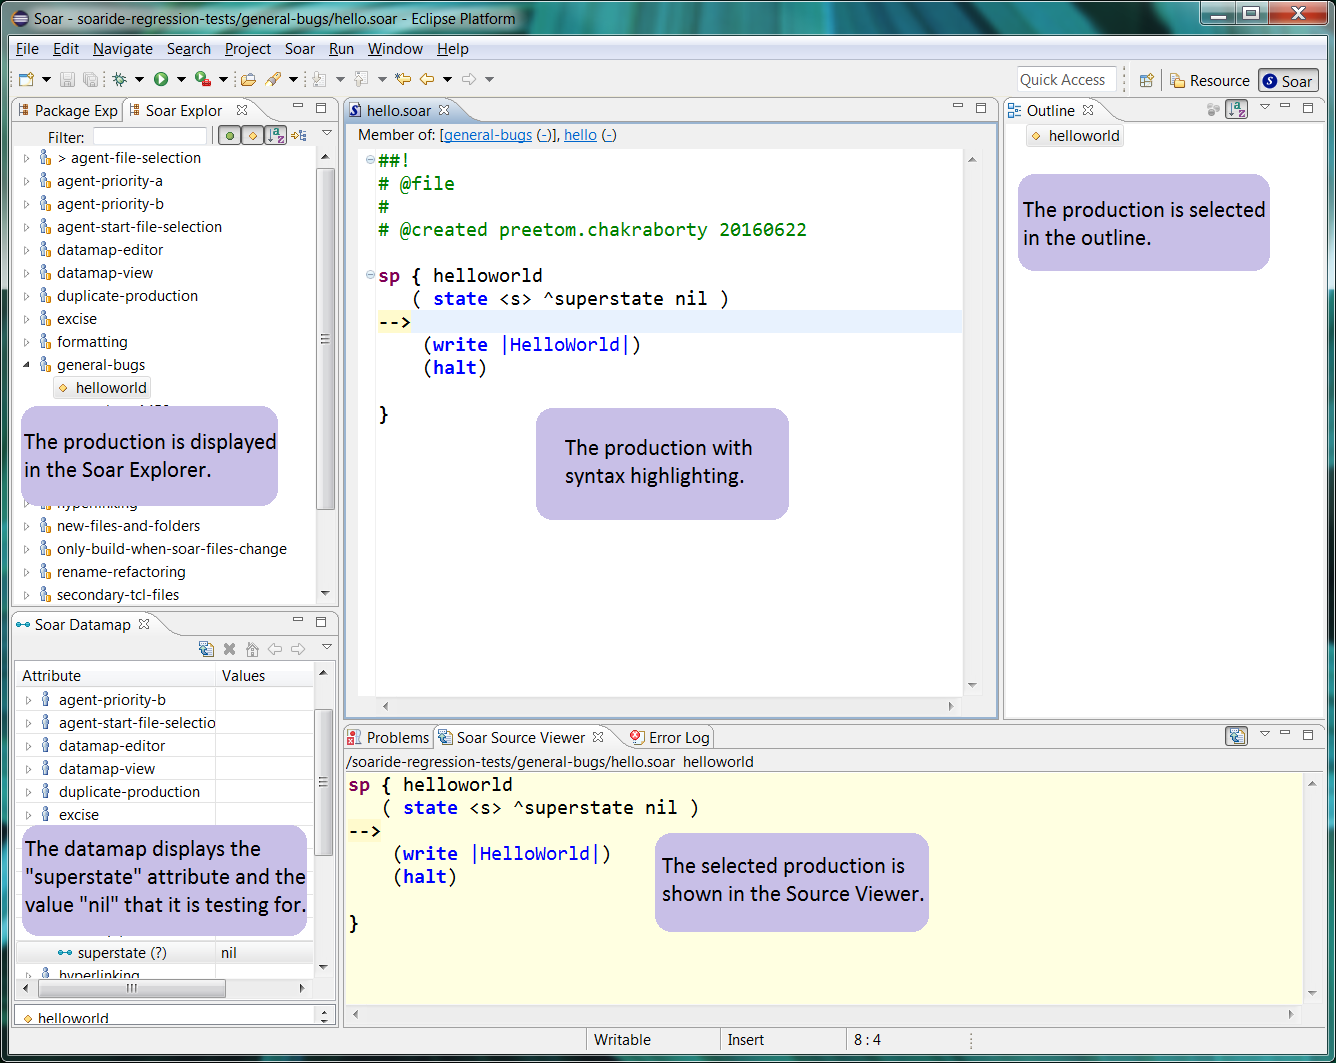 Soar - soaride-regression-tests/general-bugs/hello.soar - Eclipse Platform
File Edit Navigate Search Project Soar Run Window Help
Quick Access Resource Soar
Package Exp Soar Explor
Filter:
> agent-file-selection
agent-priority-a
agent-priority-b
agent-start-file-selection
datamap-editor
datamap-view
duplicate-production
excise
formatting
general-bugs
helloworld
The production is displayed
in the Soar Explorer.
hyperlinking
new-files-and-folders
only-build-when-soar-files-change
rename-refactoring
secondary-tcl-files
hello.soar
Member of: [general-bugs (-)], hello (-)
##!
# @file
#
# @created preetom.chakraborty 20160622
sp { helloworld
( state <s> ^superstate nil )
-->
(write |HelloWorld|)
(halt)
}
The production with
syntax highlighting.
Outline
helloworld
The production is selected
in the outline.
Soar Datamap
Attribute Values
agent-priority-b
agent-start-file-selectio
datamap-editor
datamap-view
duplicate-production
excise
The datamap displays the
"superstate" attribute and the
value "nil" that it is testing for.
superstate (?) nil
hyperlinking
helloworld
Problems Soar Source Viewer Error Log
/soaride-regression-tests/general-bugs/hello.soar helloworld
sp { helloworld
( state <s> ^superstate nil )
-->
(write |HelloWorld|)
(halt)
}
The selected production is
shown in the Source Viewer.
Writable Insert 8 : 4